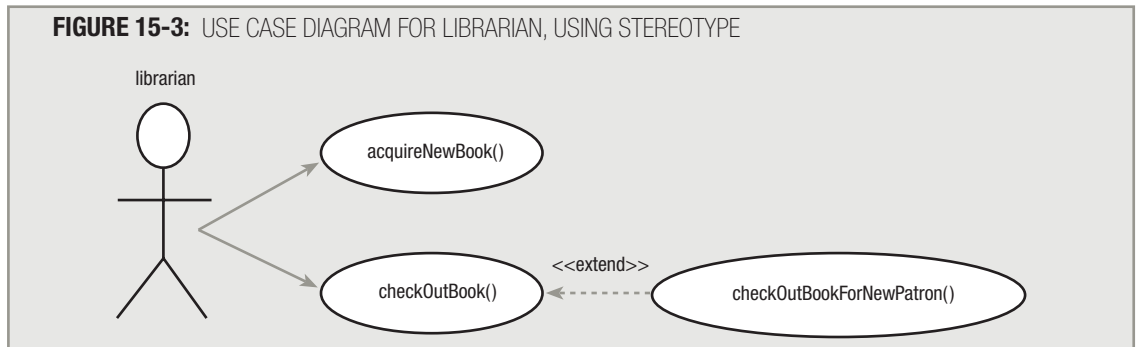 FIGURE 15-3: USE CASE DIAGRAM FOR LIBRARIAN, USING STEREOTYPE
librarian
acquireNewBook()
<<extend>>
checkOutBook()
checkOutBookForNewPatron()